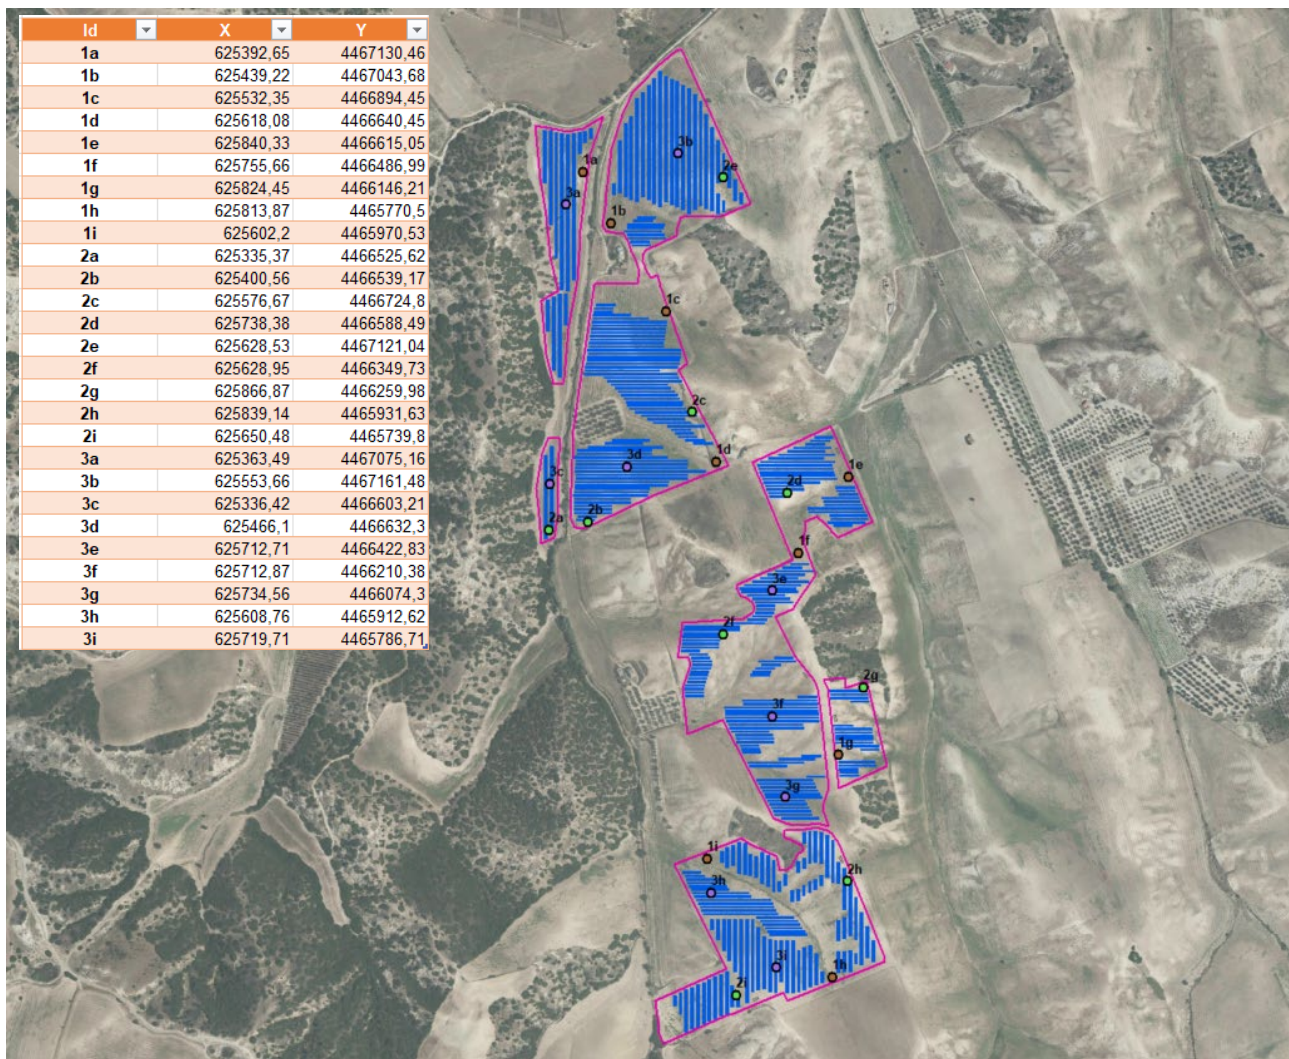 Id X Y
1a 625392,65 4467130,46
1b 625439,22 4467043,68
1c 625532,35 4466894,45
1d 625618,08 4466640,45
1e 625840,33 4466615,05
1f 625755,66 4466486,99
1g 625824,45 4466146,21
1h 625813,87 4465770,5
1i 625602,2 4465970,53
2a 625335,37 4466525,62
2b 625400,56 4466539,17
2c 625576,67 4466724,8
2d 625738,38 4466588,49
2e 625628,53 4467121,04
2f 625628,95 4466349,73
2g 625866,87 4466259,98
2h 625839,14 4465931,63
2i 625650,48 4465739,8
3a 625363,49 4467075,16
3b 625553,66 4467161,48
3c 625336,42 4466603,21
3d 625466,1 4466632,3
3e 625712,71 4466422,83
3f 625712,87 4466210,38
3g 625734,56 4466074,3
3h 625608,76 4465912,62
3i 625719,71 4465786,71
3b
1a
2e
3a
1b
1c
2c
1d
3d
3c
1e
2d
2b
2a
1f
3e
2f
2g
3f
1g
3g
1i
2h
3h
3i
1h
2i